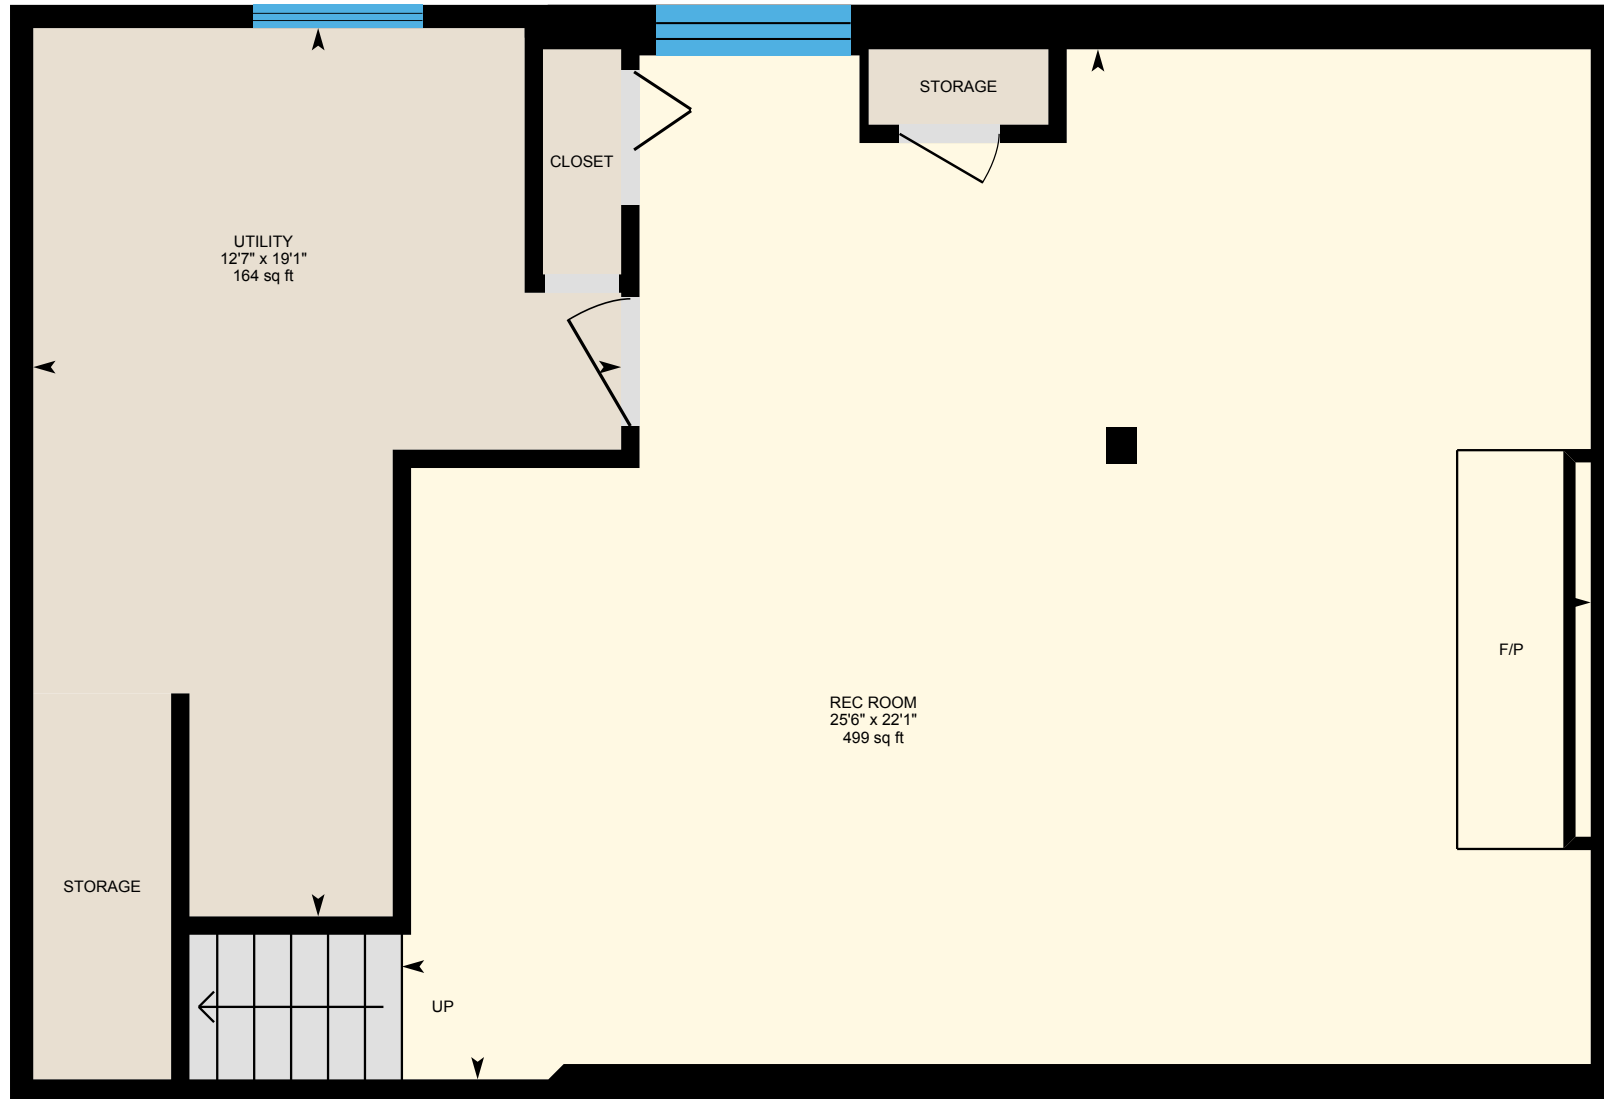 STORAGE
CLOSET
UTILITY
12'7" x 19'1"
164 sq ft
F/P
REC ROOM
25'6" x 22'1"
499 sq ft
STORAGE
UP